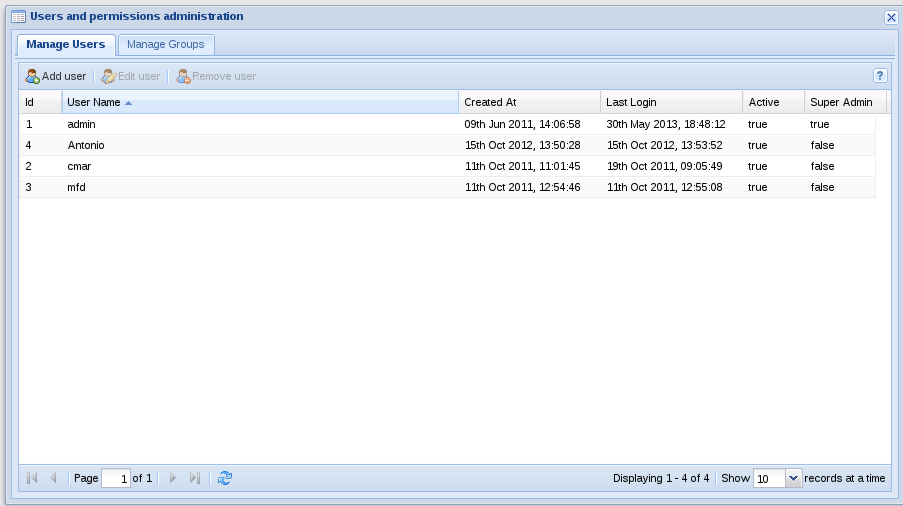 Users and permissions administration
Manage Users Manage Groups
Add user Edit user Remove user ?
Id User Name Created At Last Login Active Super Admin
1 admin 09th Jun 2011, 14:06:58 30th May 2013, 18:48:12 true true
4 Antonio 15th Oct 2012, 13:50:28 15th Oct 2012, 13:53:52 true false
2 cmar 11th Oct 2011, 11:01:45 19th Oct 2011, 09:05:49 true false
3 mfd 11th Oct 2011, 12:54:46 11th Oct 2011, 12:55:08 true false
Page 1 of 1 Displaying 1 - 4 of 4 Show 10 records at a time